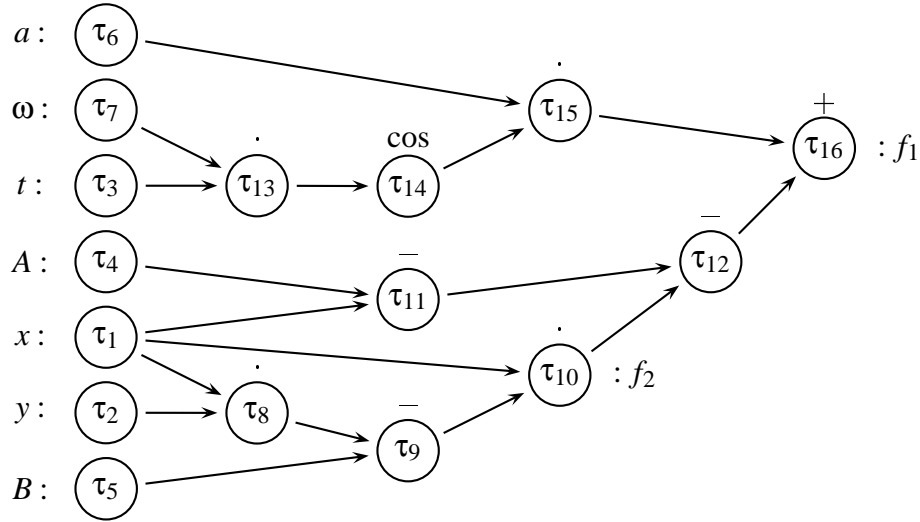 a : τ6
·
ω : τ7 τ15 +
· cos τ16 : f1
t : τ3 τ13 τ14
−
A : τ4 − τ12
τ11
x : τ1 ·
· τ10 : f2
y : τ2 τ8 −
τ9
B : τ5